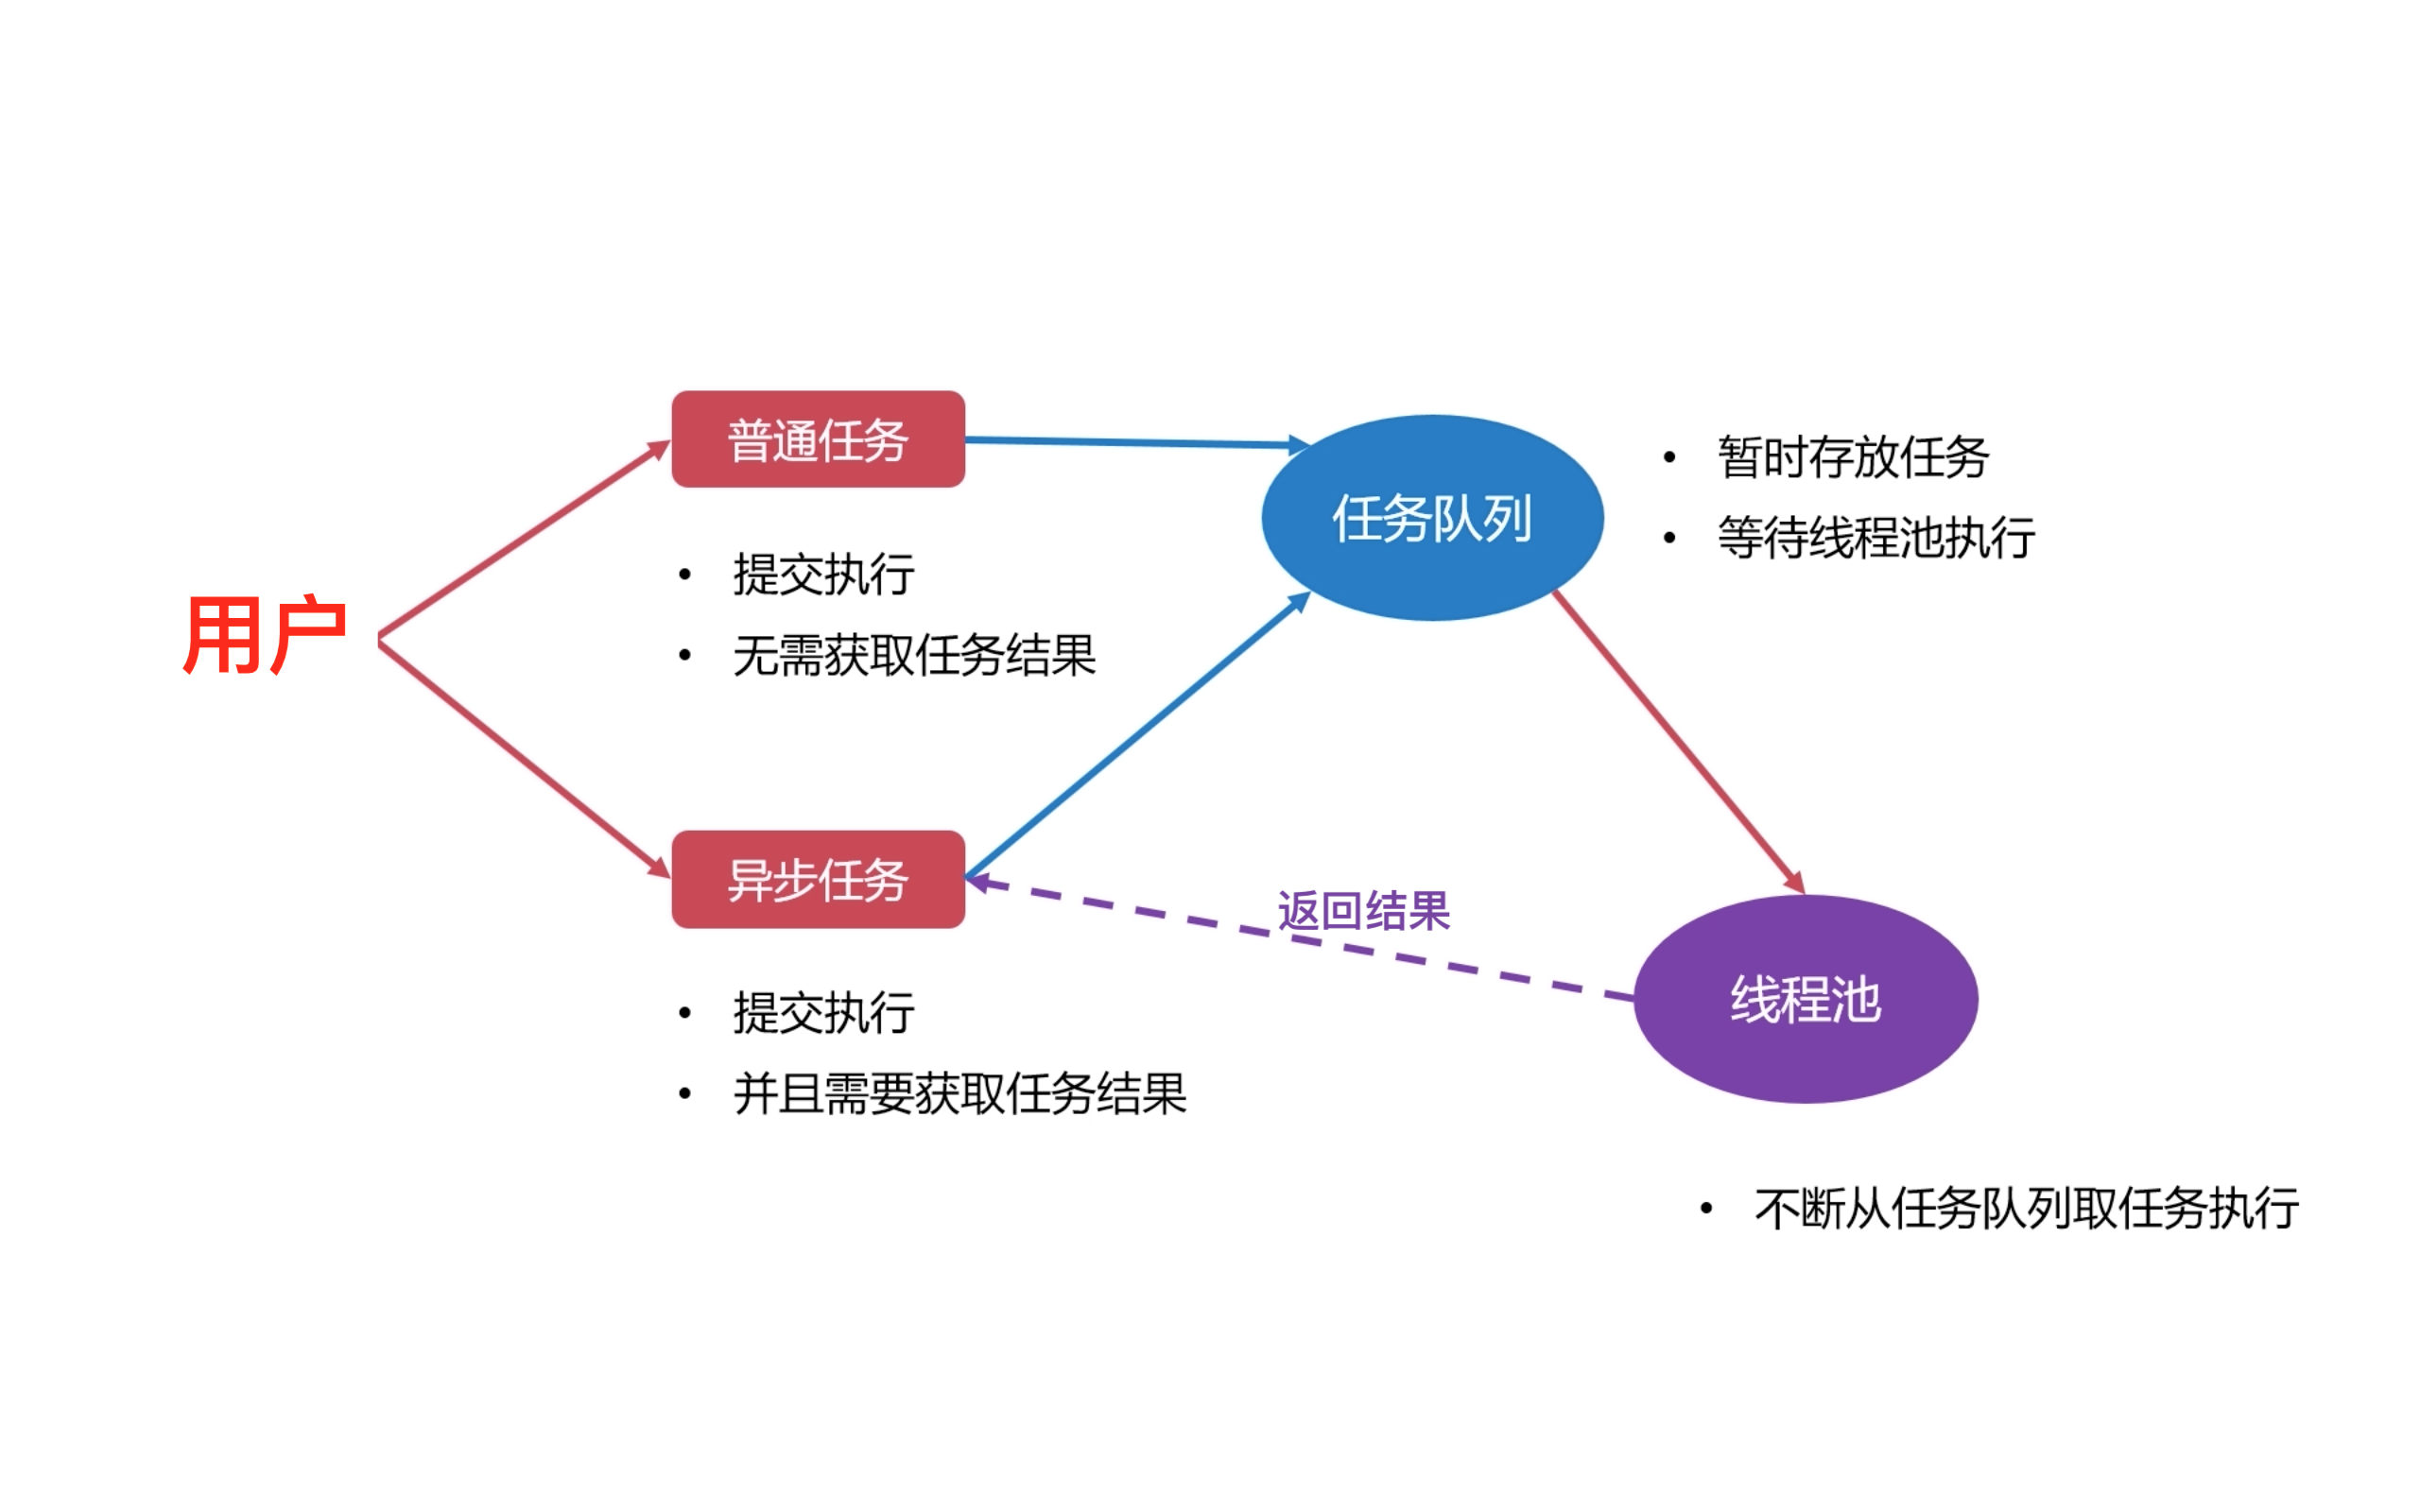 用户
普通任务
• 提交执行
• 无需获取任务结果
异步任务
• 提交执行
• 并且需要获取任务结果
任务队列
• 暂时存放任务
• 等待线程池执行
返回结果
线程池
• 不断从任务队列取任务执行